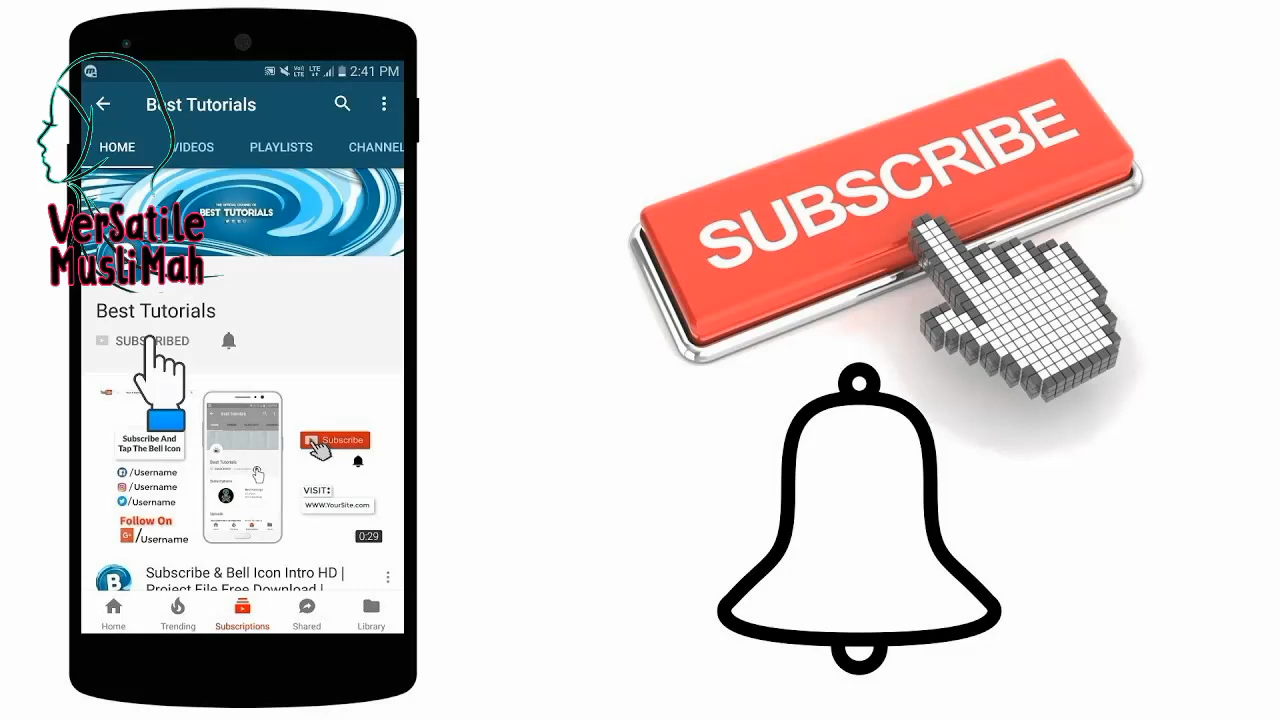 2:41 PM
Best Tutorials
HOME VIDEOS PLAYLISTS CHANNEL
BEST TUTORIALS
VerSatile
MusliMah
Best Tutorials
SUBSCRIBED
Subscribe And
Tap The Bell Icon
/Username
/Username
/Username
Follow On
G+ /Username
Best Tutorials
Subscribe
VISIT:
WWW.YourSite.com
0:29
B
Subscribe & Bell Icon Intro HD |
Project File Free Download |
Home Trending Subscriptions Shared Library
SUBSCRIBE